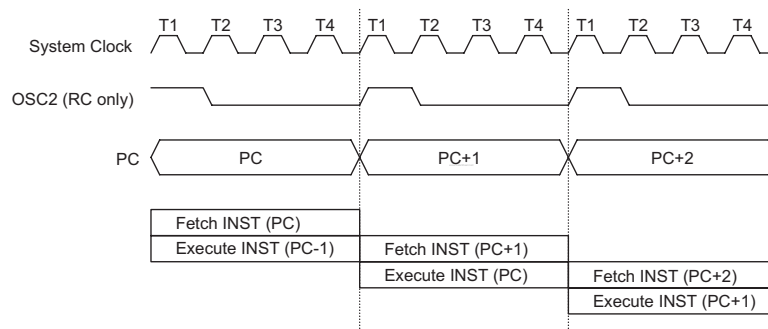 T1 T2 T3 T4 T1 T2 T3 T4 T1 T2 T3 T4
System Clock
OSC2 (RC only)
PC PC PC+1 PC+2
Fetch INST (PC)
Execute INST (PC-1) Fetch INST (PC+1)
Execute INST (PC) Fetch INST (PC+2)
Execute INST (PC+1)